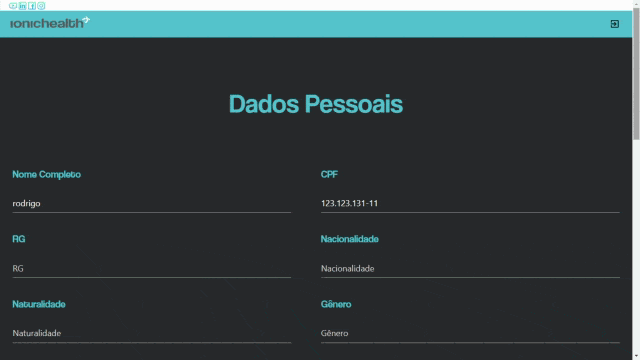 ionichealth
Dados Pessoais
Nome Completo
CPF
rodrigo
123.123.131-11
RG
Nacionalidade
RG
Nacionalidade
Naturalidade
Gênero
Naturalidade
Gênero